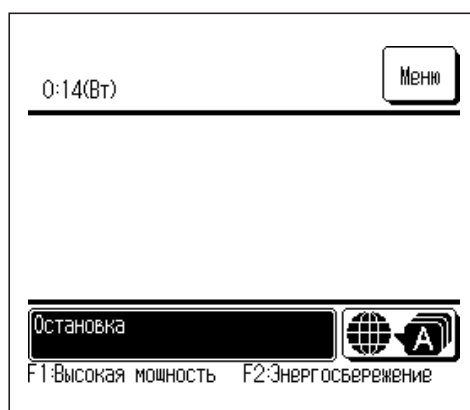 Меню
0:14(Вт)
Остановка
A
F1:Высокая мощность F2:Энергосбережение